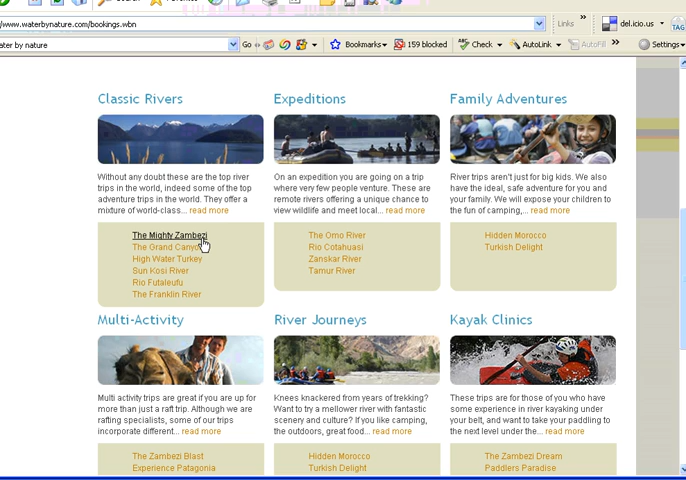 Search Favorites
www.waterbynature.com/bookings.wbn
Links »
del.icio.us
TAG
ater by nature
Go
Bookmarks
159 blocked
Check
AutoLink
AutoFill
»
Settings
Classic Rivers
Without any doubt these are the top river
trips in the world, indeed some of the top
adventure trips in the world. They offer a
mixture of world-class... read more
The Mighty Zambezi
High Water Turkey
Sun Kosi River
Rio Futaleufu
The Franklin River
Expeditions
On an expedition you are going on a trip
where very few people venture. These are
remote rivers offering a unique chance to
view wildlife and meet local... read more
The Omo River
Rio Cotahuasi
Zanskar River
Tamur River
Family Adventures
River trips aren't just for big kids. We also
have the ideal, safe adventure for you and
your family. We will expose your children to
the fun of camping,... read more
Hidden Morocco
Turkish Delight
Multi-Activity
Multi activity trips are great if you are up for
more than just a raft trip. Although we are
rafting specialists, some of our trips
incorporate different... read more
The Zambezi Blast
Experience Patagonia
River Journeys
Knees knackered from years of trekking?
Want to try a mellower river with fantastic
scenery and culture? If you like camping,
the outdoors, great food... read more
Hidden Morocco
Turkish Delight
Kayak Clinics
These trips are for those of you who have
some experience in river kayaking under
your belt, and want to take your paddling to
the next level under the... read more
The Zambezi Dream
Paddlers Paradise